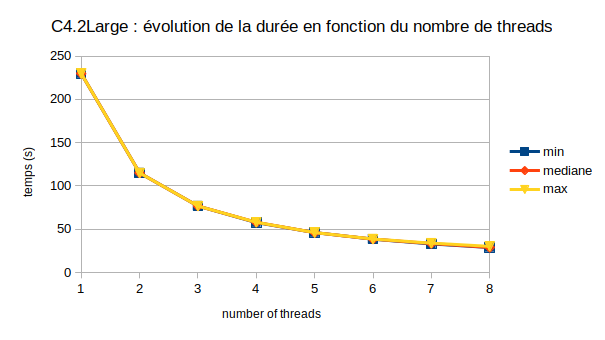 C4.2Large : évolution de la durée en fonction du nombre de threads
250
200
150
100
50
0
temps (s)
1 2 3 4 5 6 7 8
number of threads
min
mediane
max